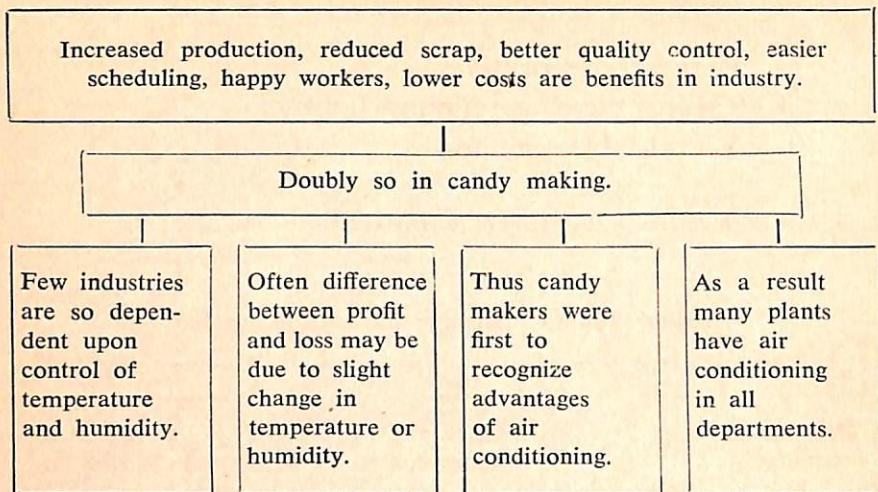 Increased production, reduced scrap, better quality control, easier
scheduling, happy workers, lower costs are benefits in industry.
Doubly so in candy making.
Few industries
are so depen-
dent upon
control of
temperature
and humidity.
Often difference
between profit
and loss may be
due to slight
change in
temperature or
humidity.
Thus candy
makers were
first to
recognize
advantages
of air
conditioning.
As a result
many plants
have air
conditioning
in all
departments.